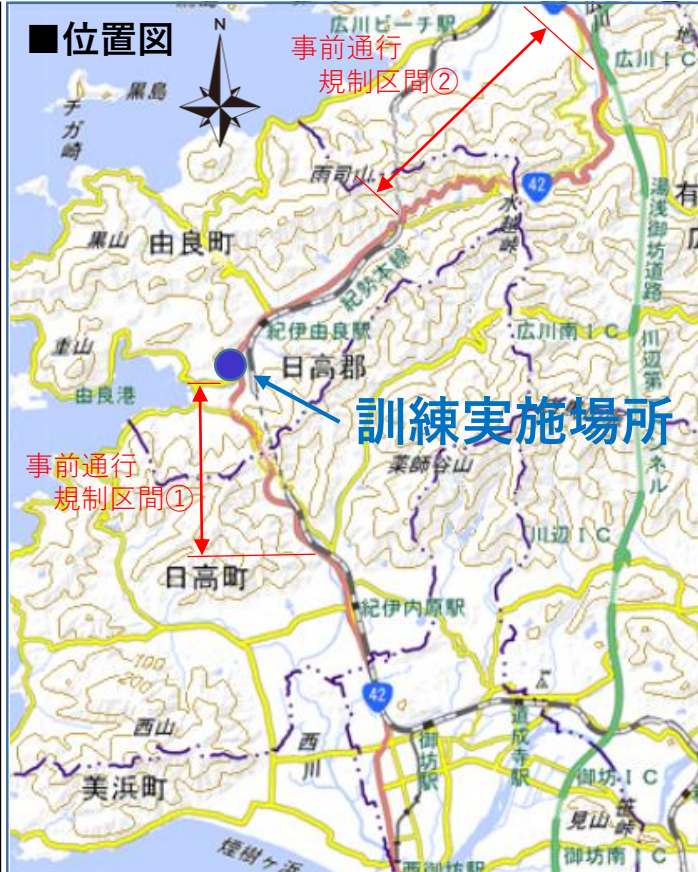 ■位置図
N
広川ビーチ駅
42
事前通行
規制区間②
広川IC
黒島
チガ崎
雨司山
42
水越峠
湯浅御坊道路
有
広
黒山
由良町
紀勢本線
重山
紀伊由良駅
広川南IC
日高郡
由良港
訓練実施場所
川辺第
ンネル
事前通行
規制区間①
薬師谷山
川辺IC
日高町
紀伊内原駅
100
200
42
西山
西川
御坊駅
道成寺駅
美浜町
御坊IC
見山
笹峠
煙樹ヶ浜
西御坊駅
御坊南IC